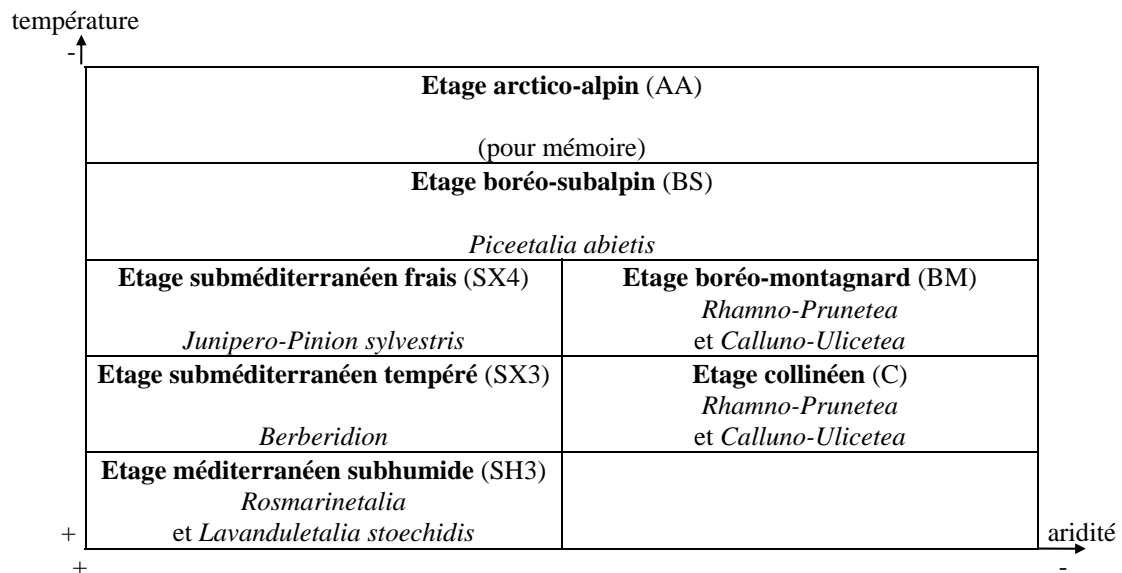 température
-
Etage arctico-alpin (AA)
(pour mémoire)
Etage boréo-subalpin (BS)
Piceetalia abietis
Etage subméditerranéen frais (SX4)
Junipero-Pinion sylvestris
Etage boréo-montagnard (BM)
Rhamno-Prunetea
et Calluno-Ulicetea
Etage subméditerranéen tempéré (SX3)
Berberidion
Etage collinéen (C)
Rhamno-Prunetea
et Calluno-Ulicetea
Etage méditerranéen subhumide (SH3)
Rosmarinetalia
et Lavanduletalia stoechidis
+
aridité
+
-